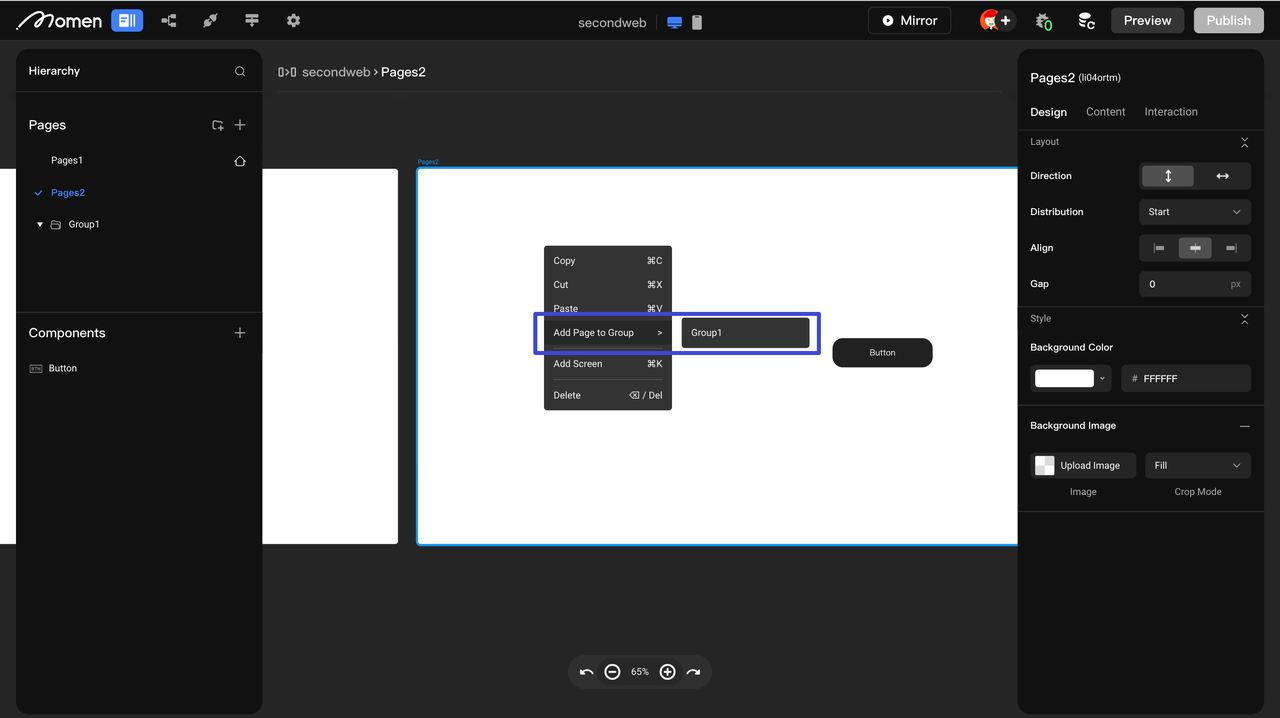 Momen
secondweb
Mirror
0
C
Preview
Publish
Hierarchy
secondweb › Pages2
Pages
Pages1
Pages2
Group1
Components
BTN Button
Pages2
Copy ⌘C
Cut ⌘X
Paste ⌘V
Add Page to Group >
Group1
Add Screen ⌘K
Delete ⌫ / Del
Button
65%
Pages2 (li04ortm)
Design Content Interaction
Layout
Direction
Distribution Start
Align
Gap 0 px
Style
Background Color
# FFFFFF
Background Image
Upload Image Fill
Image Crop Mode